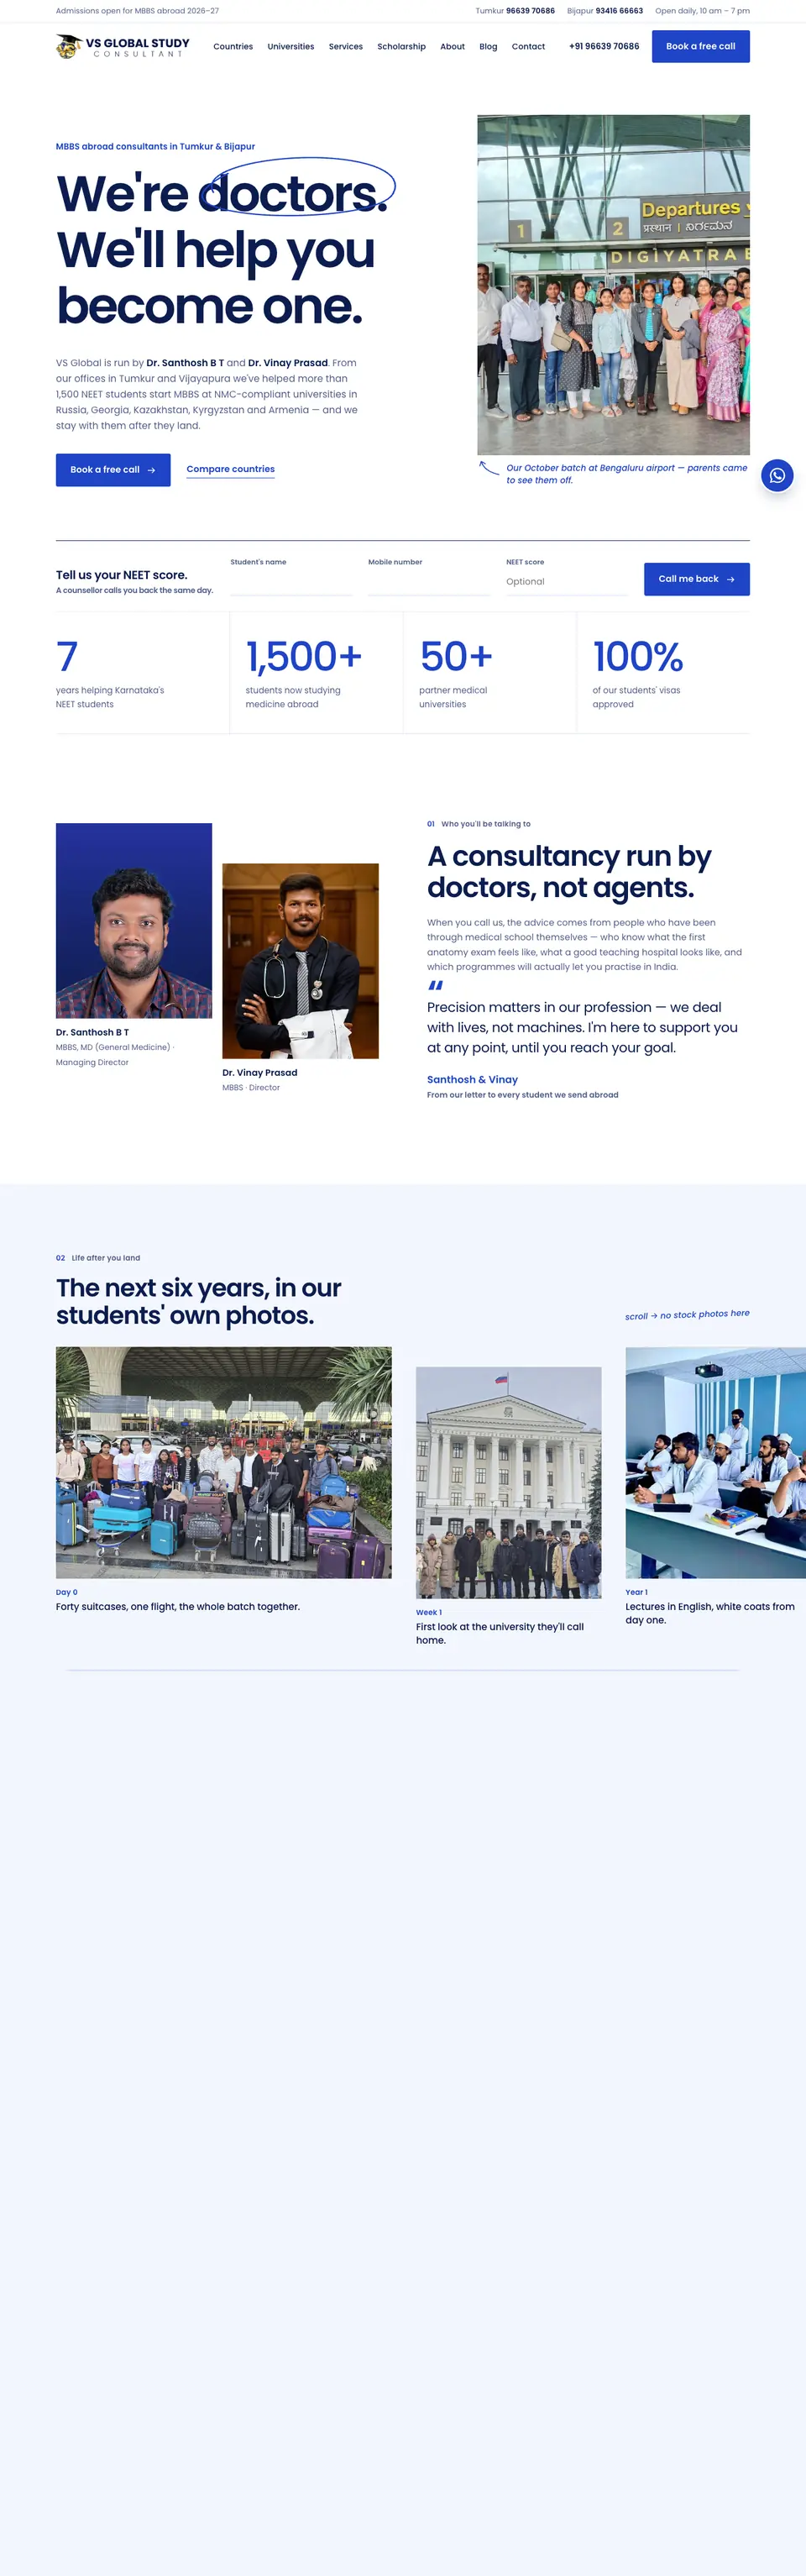 Admissions open for MBBS abroad 2026–27
Tumkur 96639 70686 Bijapur 93416 66663 Open daily, 10 am – 7 pm
VS GLOBAL STUDY
CONSULTANT
Countries Universities Services Scholarship About Blog Contact +91 96639 70686 Book a free call
MBBS abroad consultants in Tumkur & Bijapur
We're doctors.
We'll help you
become one.
VS Global is run by Dr. Santhosh B T and Dr. Vinay Prasad. From
our offices in Tumkur and Vijayapura we've helped more than
1,500 NEET students start MBBS at NMC-compliant universities in
Russia, Georgia, Kazakhstan, Kyrgyzstan and Armenia — and we
stay with them after they land.
Book a free call → Compare countries
1 2 Departures
प्रस्थान | ನಿರ್ಗಮನ
DIGIYATRA E
Our October batch at Bengaluru airport — parents came
to see them off.
Tell us your NEET score.
A counsellor calls you back the same day.
Student's name
Mobile number
NEET score
Optional
Call me back →
7
years helping Karnataka's
NEET students
1,500+
students now studying
medicine abroad
50+
partner medical
universities
100%
of our students' visas
approved
Dr. Santhosh B T
MBBS, MD (General Medicine) ·
Managing Director
Dr. Vinay Prasad
MBBS · Director
01 Who you'll be talking to
A consultancy run by
doctors, not agents.
When you call us, the advice comes from people who have been
through medical school themselves — who know what the first
anatomy exam feels like, what a good teaching hospital looks like, and
which programmes will actually let you practise in India.
“
Precision matters in our profession — we deal
with lives, not machines. I'm here to support you
at any point, until you reach your goal.
Santhosh & Vinay
From our letter to every student we send abroad
02 Life after you land
The next six years, in our
students' own photos.
scroll → no stock photos here
Day 0
Forty suitcases, one flight, the whole batch together.
Week 1
First look at the university they'll call
home.
Year 1
Lectures in English, white coats from
day one.